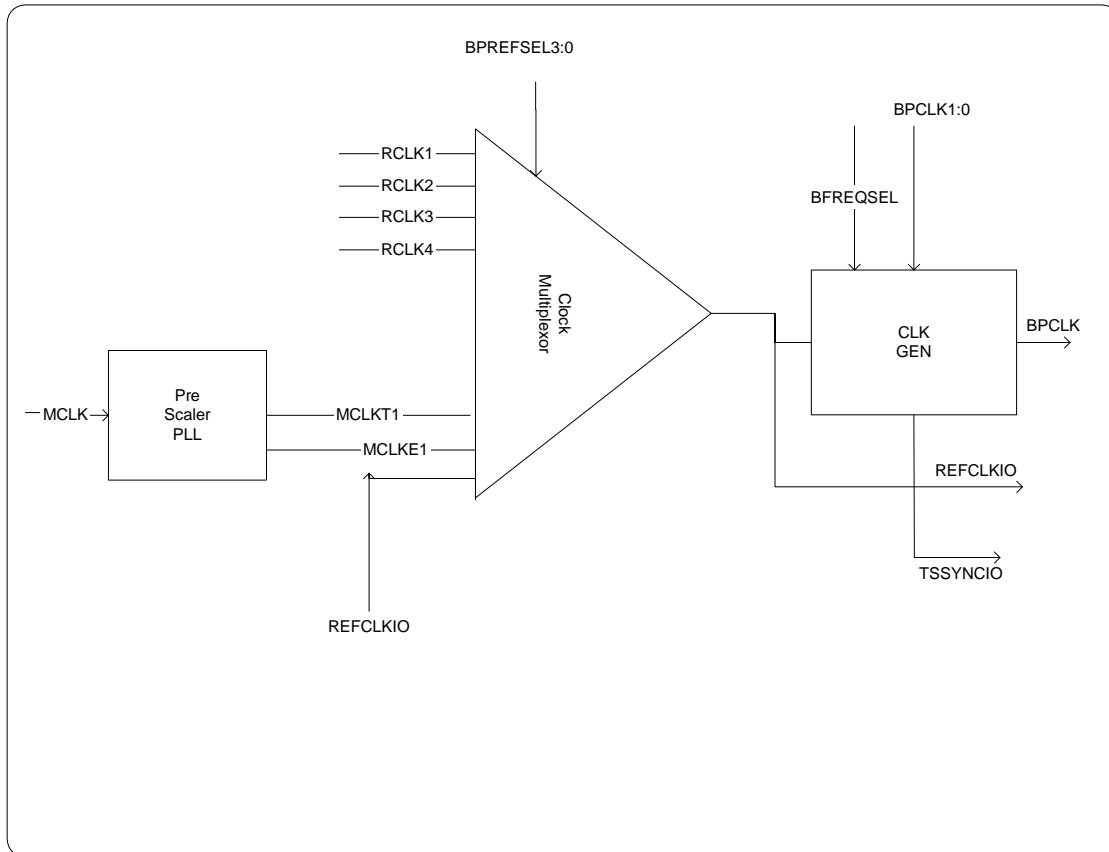 BPREFSEL3:0
BPCLK1:0
RCLK1
RCLK2
RCLK3
RCLK4
BFREQSEL
Clock
Multiplexor
CLK
GEN
BPCLK
Pre
Scaler
PLL
MCLK
MCLKT1
MCLKE1
REFCLKIO
TSSYNCIO
REFCLKIO